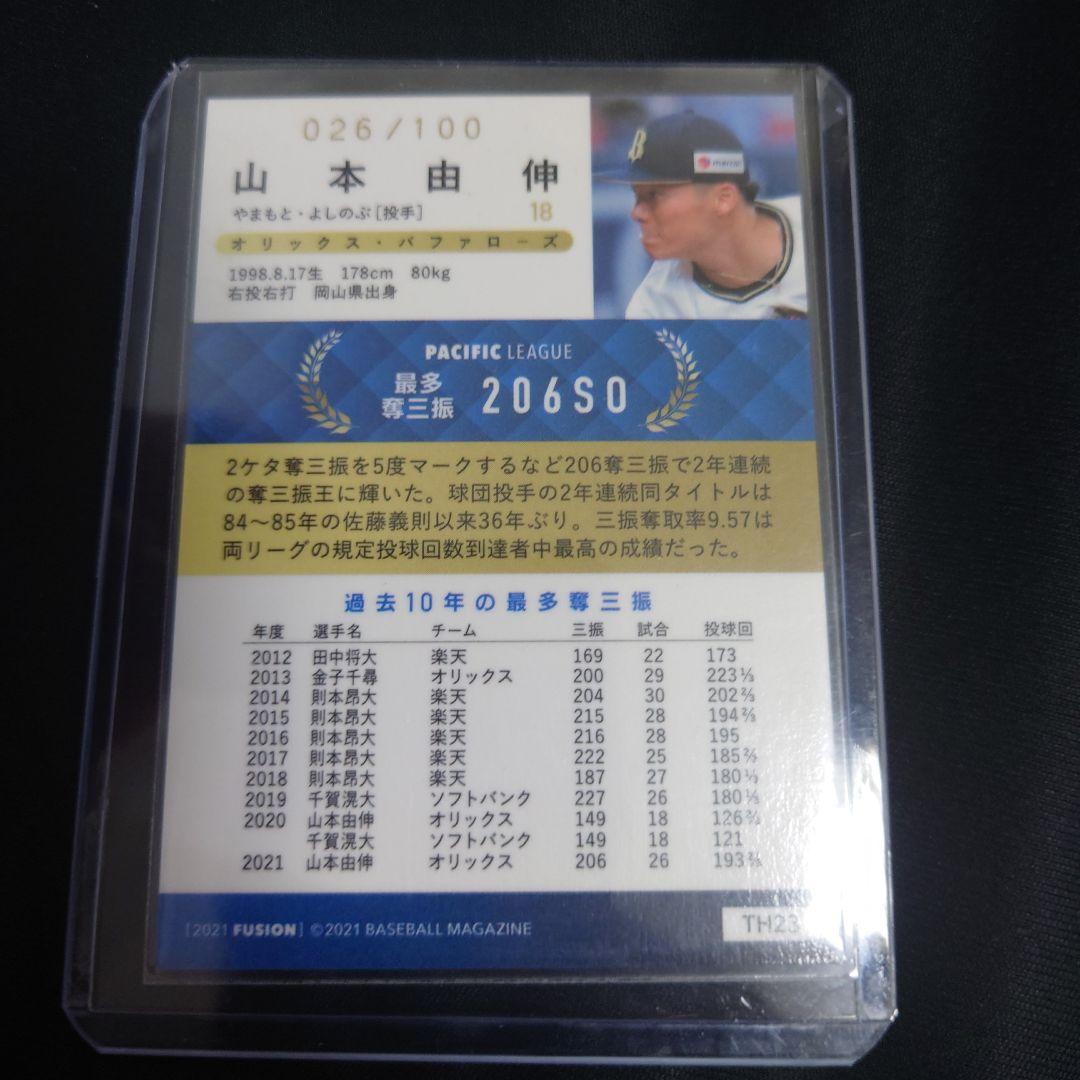 026/100
山本由伸
やまもと・よしのぶ[投手] 18
オリックス・バファローズ
1998.8.17生 178cm 80kg
右投右打 岡山県出身
B
PACIFIC LEAGUE
最多
奪三振 206SO
2ケタ奪三振を5度マークするなど206奪三振で2年連続
の奪三振王に輝いた。球団投手の2年連続同タイトルは
84〜85年の佐藤義則以来36年ぶり。三振奪取率9.57は
両リーグの規定投球回数到達者中最高の成績だった。
過去10年の最多奪三振
年度 選手名 チーム 三振 試合 投球回
2012 田中将大 楽天 169 22 173
2013 金子千尋 オリックス 200 29 223⅓
2014 則本昂大 楽天 204 30 202⅔
2015 則本昂大 楽天 215 28 194⅔
2016 則本昂大 楽天 216 28 195
2017 則本昂大 楽天 222 25 185⅔
2018 則本昂大 楽天 187 27 180⅓
2019 千賀滉大 ソフトバンク 227 26 180⅓
2020 山本由伸 オリックス 149 18 126⅔
千賀滉大 ソフトバンク 149 18 121
2021 山本由伸 オリックス 206 26 193⅔
[2021 FUSION] ©2021 BASEBALL MAGAZINE
TH23